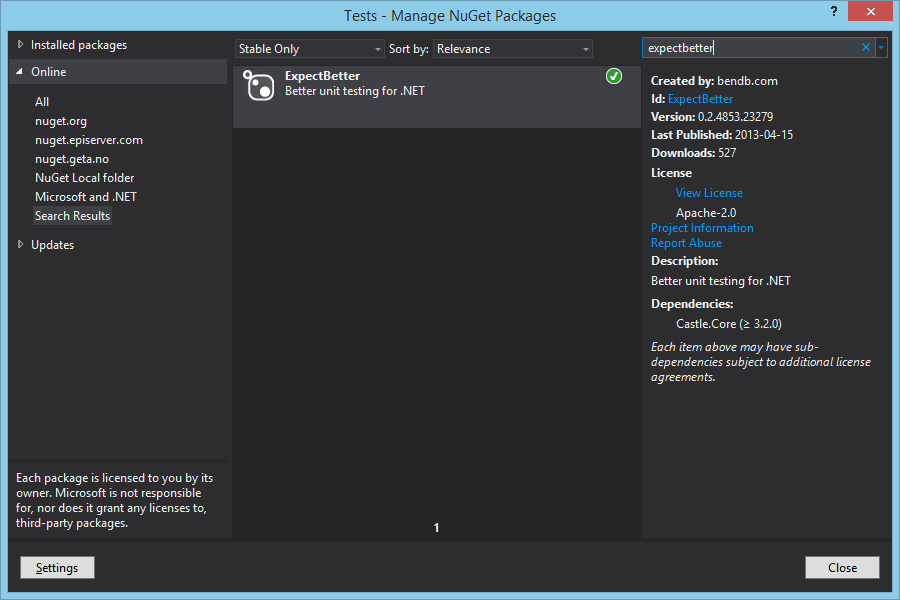 Tests - Manage NuGet Packages
?
Installed packages
Online
All
nuget.org
nuget.episerver.com
nuget.geta.no
NuGet Local folder
Microsoft and .NET
Search Results
Updates
Each package is licensed to you by its
owner. Microsoft is not responsible
for, nor does it grant any licenses to,
third-party packages.
Stable Only
Sort by: Relevance
ExpectBetter
Better unit testing for .NET
1
expectbetter
Created by: bendb.com
Id: ExpectBetter
Version: 0.2.4853.23279
Last Published: 2013-04-15
Downloads: 527
License
View License
Apache-2.0
Project Information
Report Abuse
Description:
Better unit testing for .NET
Dependencies:
Castle.Core (≥ 3.2.0)
Each item above may have sub-
dependencies subject to additional license
agreements.
Settings
Close